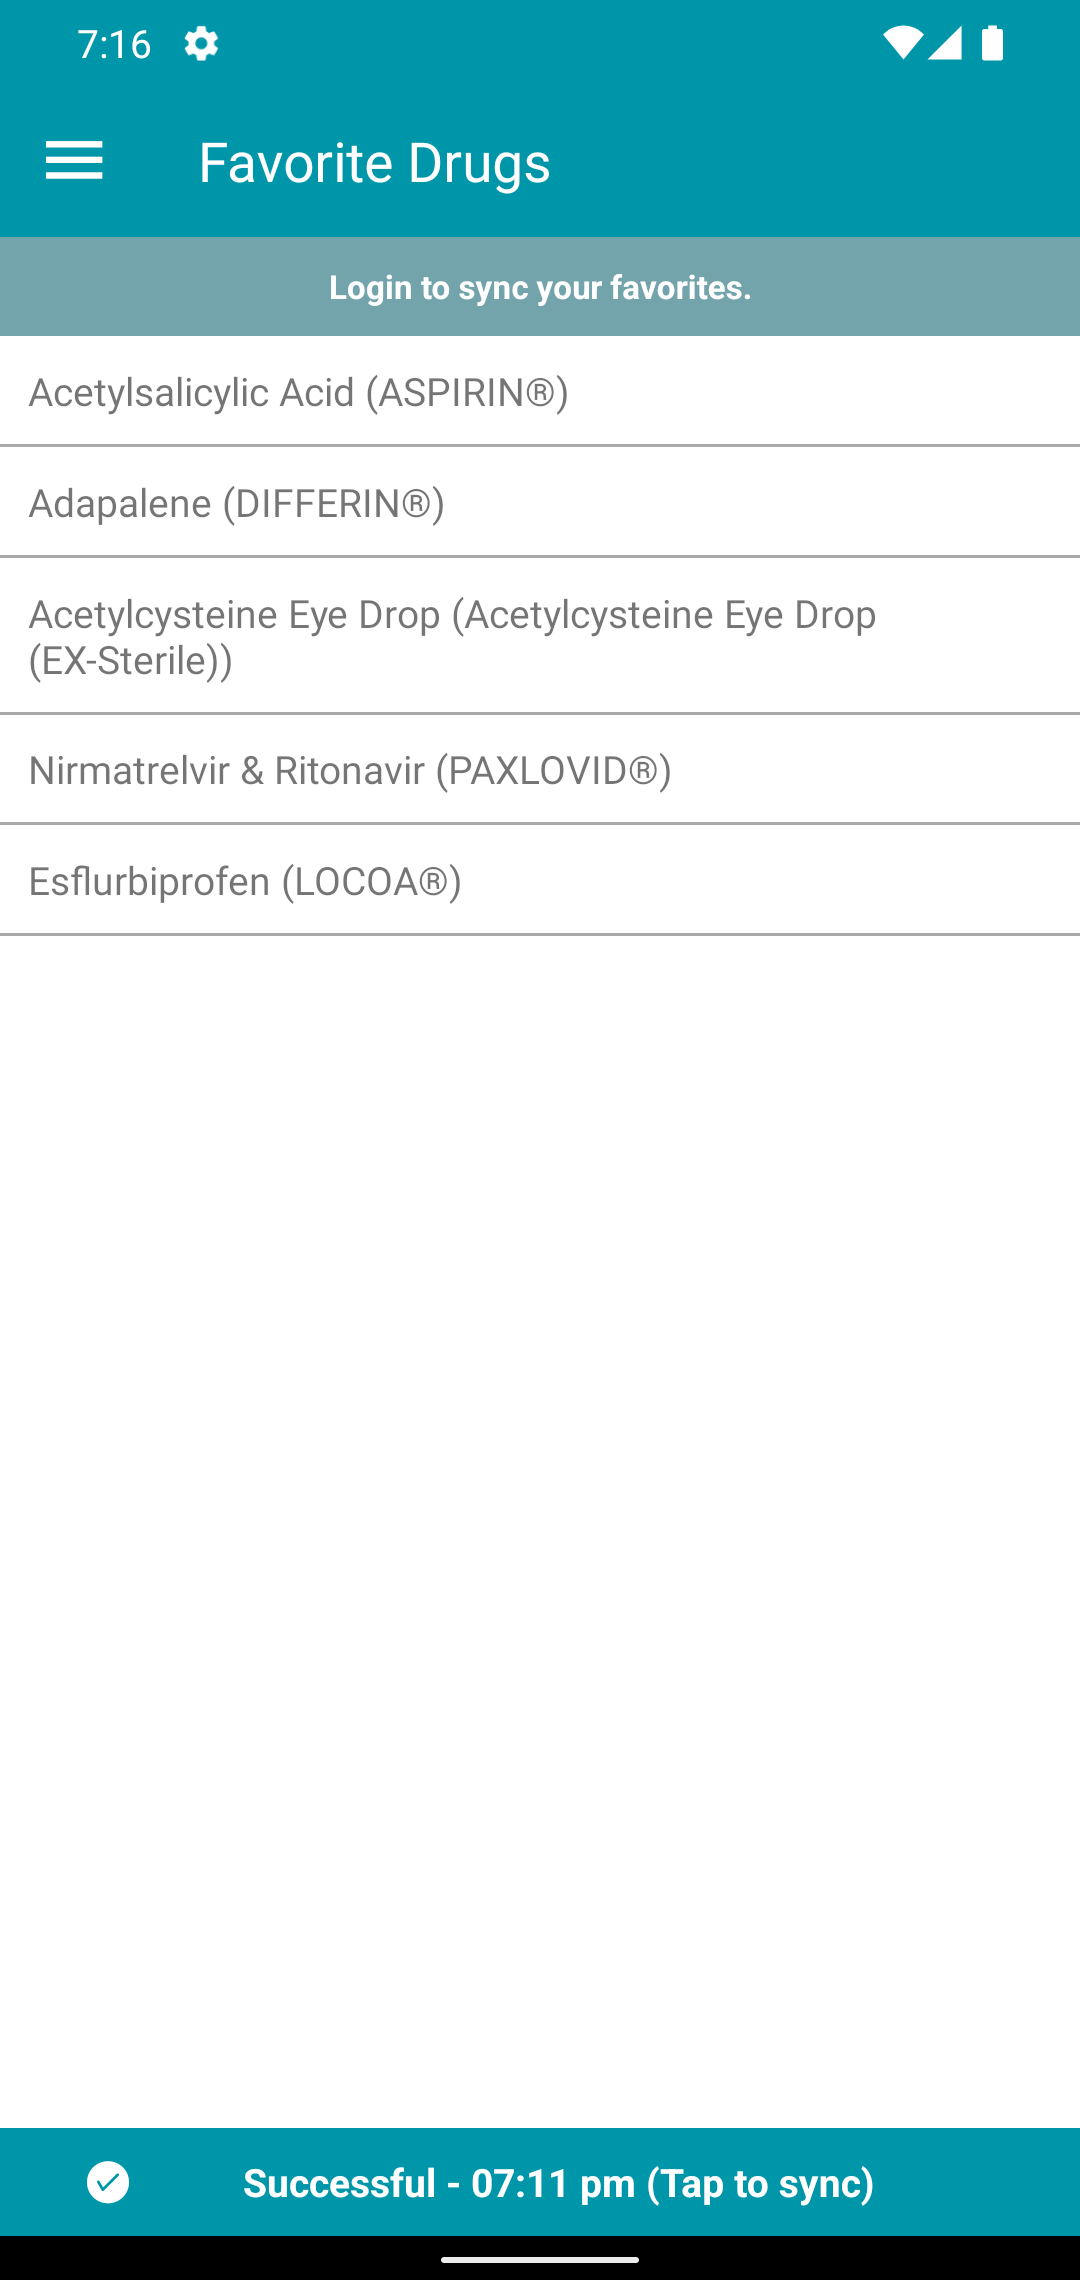 7:16
Favorite Drugs
Login to sync your favorites.
Acetylsalicylic Acid (ASPIRIN®)
Adapalene (DIFFERIN®)
Acetylcysteine Eye Drop (Acetylcysteine Eye Drop
(EX-Sterile))
Nirmatrelvir & Ritonavir (PAXLOVID®)
Esflurbiprofen (LOCOA®)
Successful - 07:11 pm (Tap to sync)